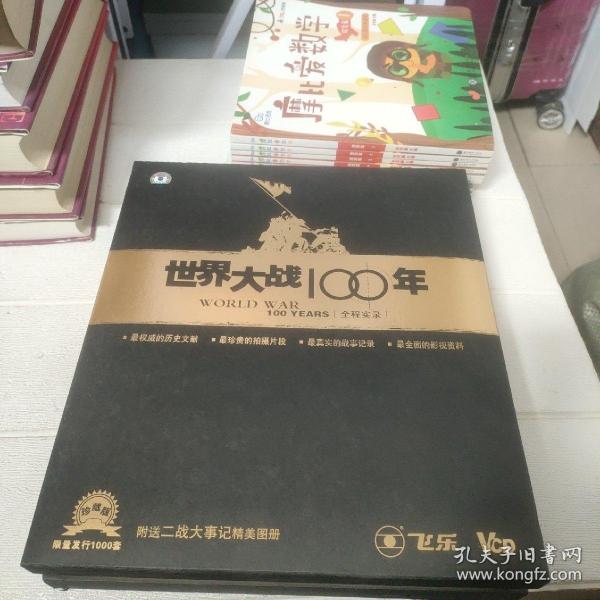 摩比爱数学
世界大战100年
WORLD WAR
100 YEARS [全程实录]
▪ 最权威的历史文献 ▪ 最珍贵的拍摄片段 ▪ 最真实的战事记录 ▪ 最全面的影视资料
珍藏版
限量发行1000套
附送二战大事记精美图册
飞乐 VCD
孔夫子旧书网
www.kongfz.com